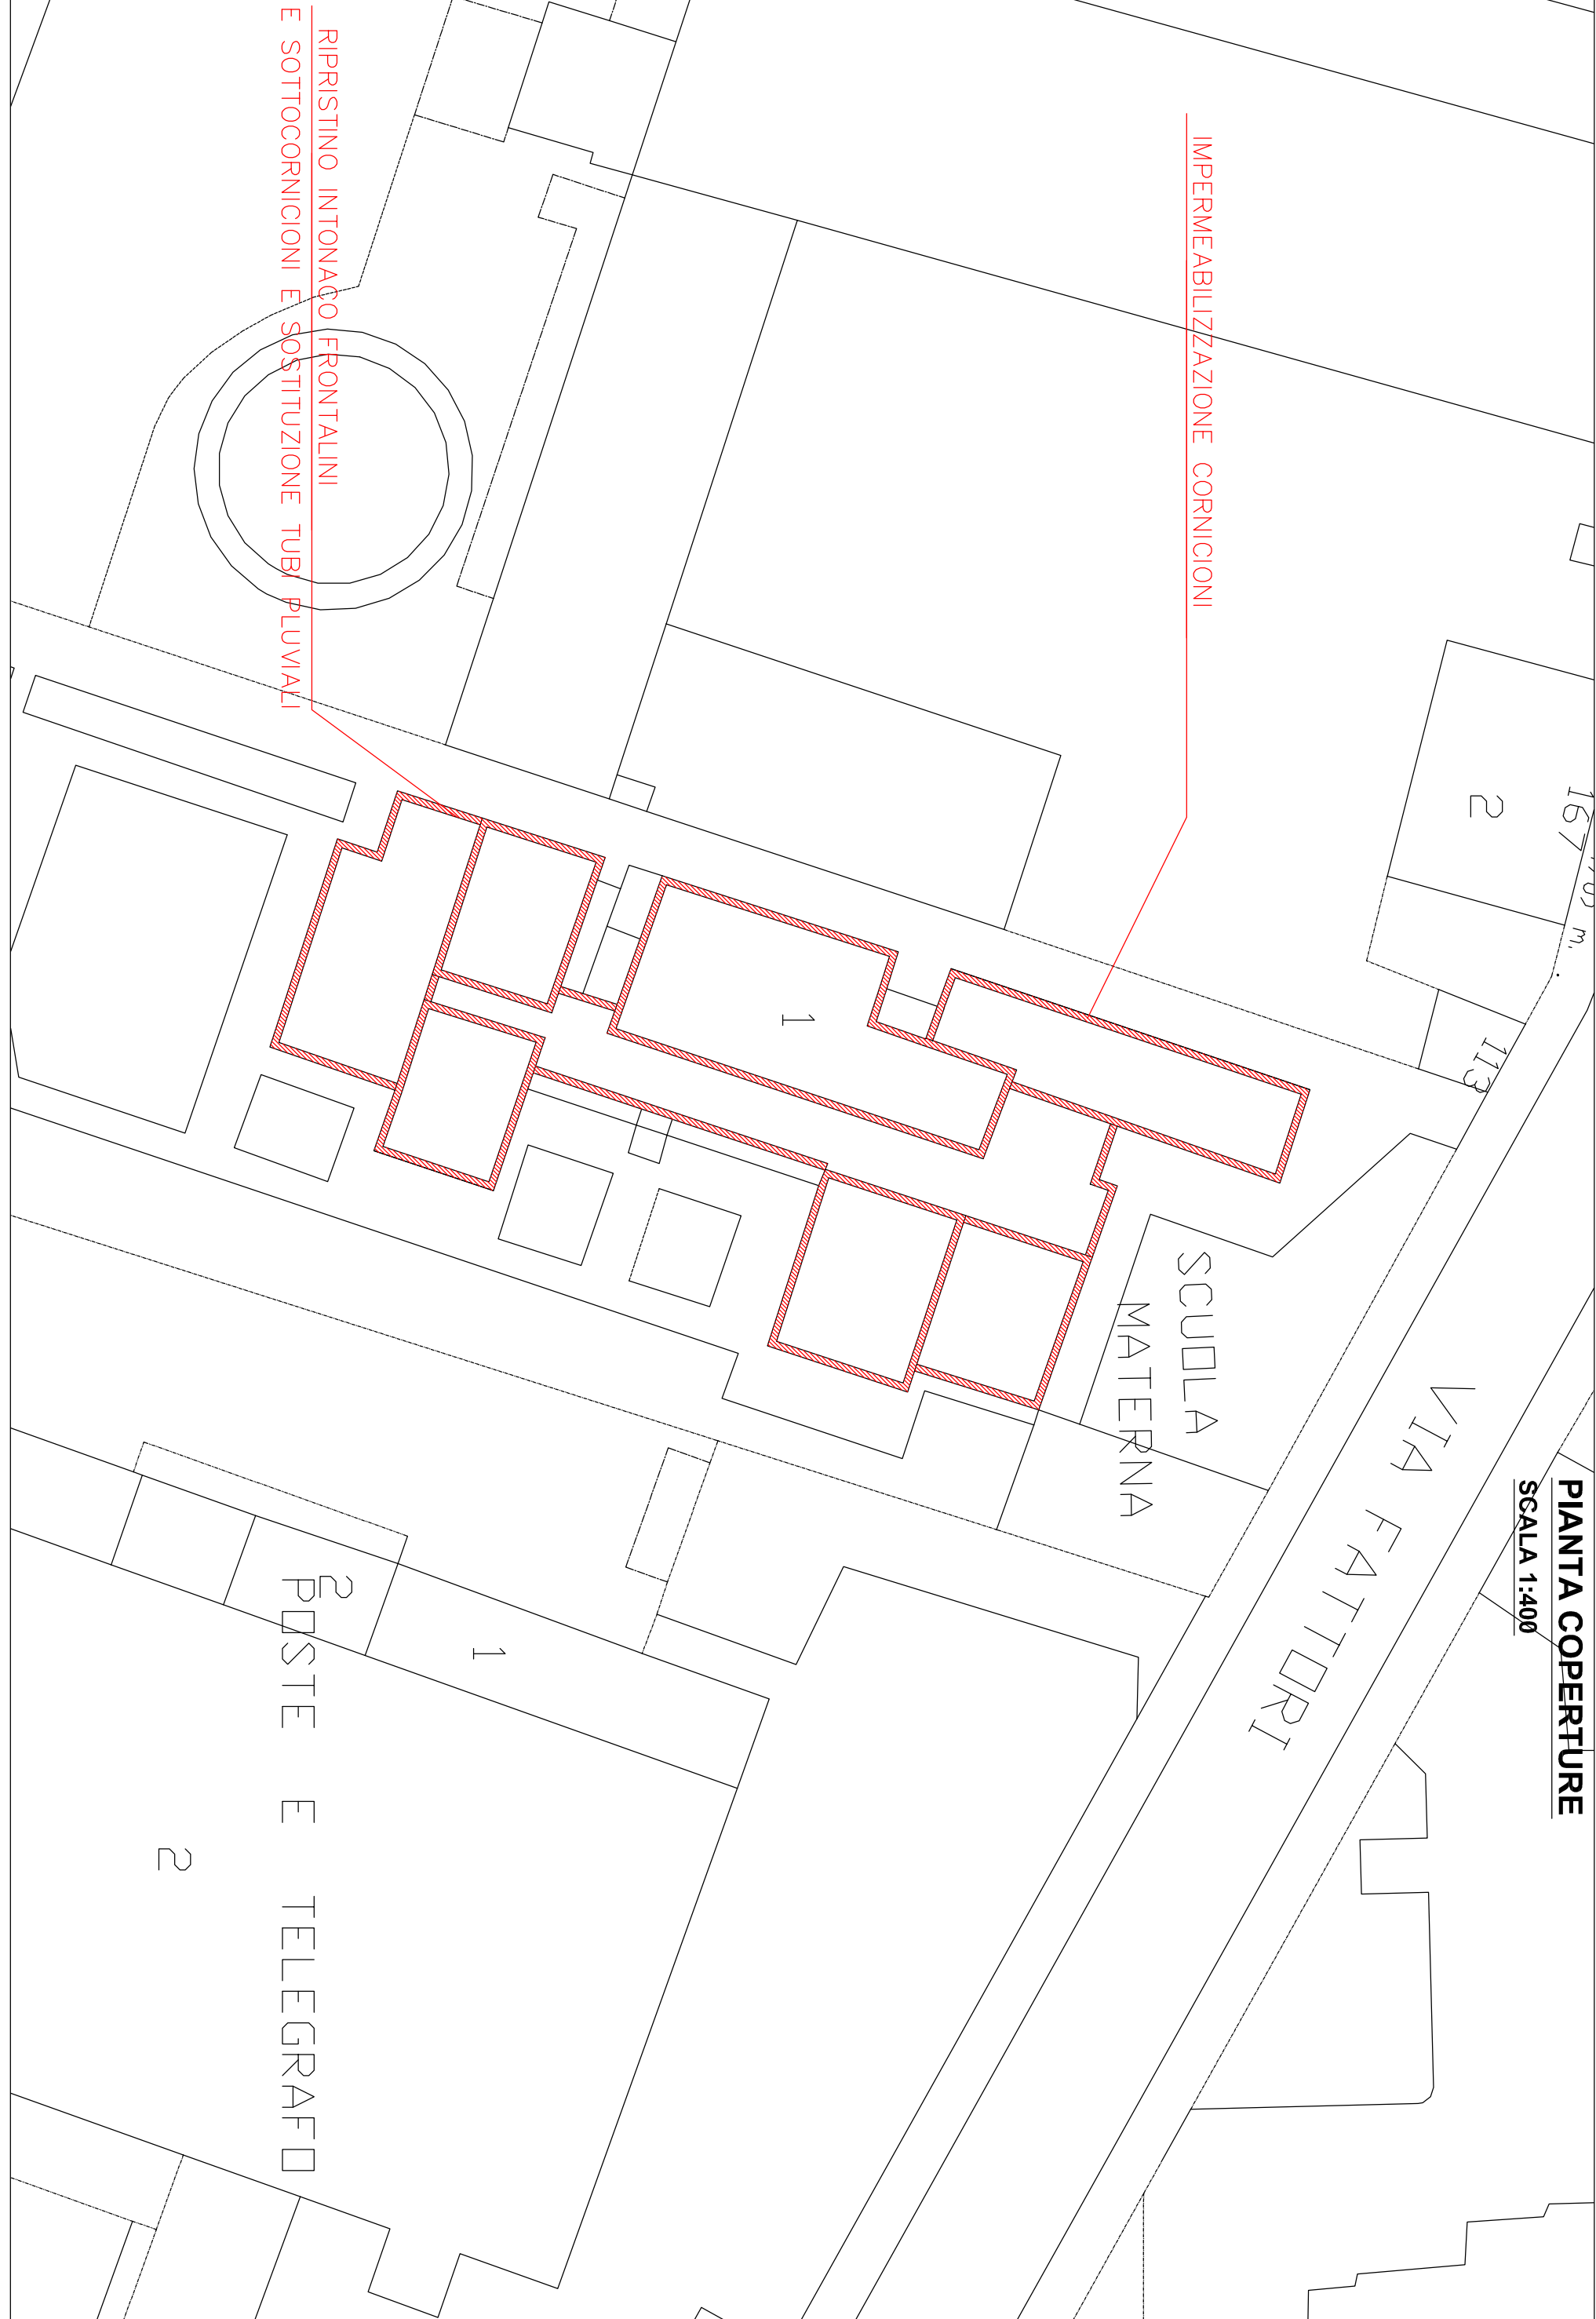 PIANTA COPERTURE
SCALA 1:400
IMPERMEABILIZZAZIONE CORNICIONI
RIPRISTINO INTONACO FRONTALINI
E SOTTOCORNICIONI E SOSTITUZIONE TUBI PLUVIALI
2
113
1
SCUOLA
MATERNA
VIA FATTORI
2
1
POSTE E TELEGRAFO
2